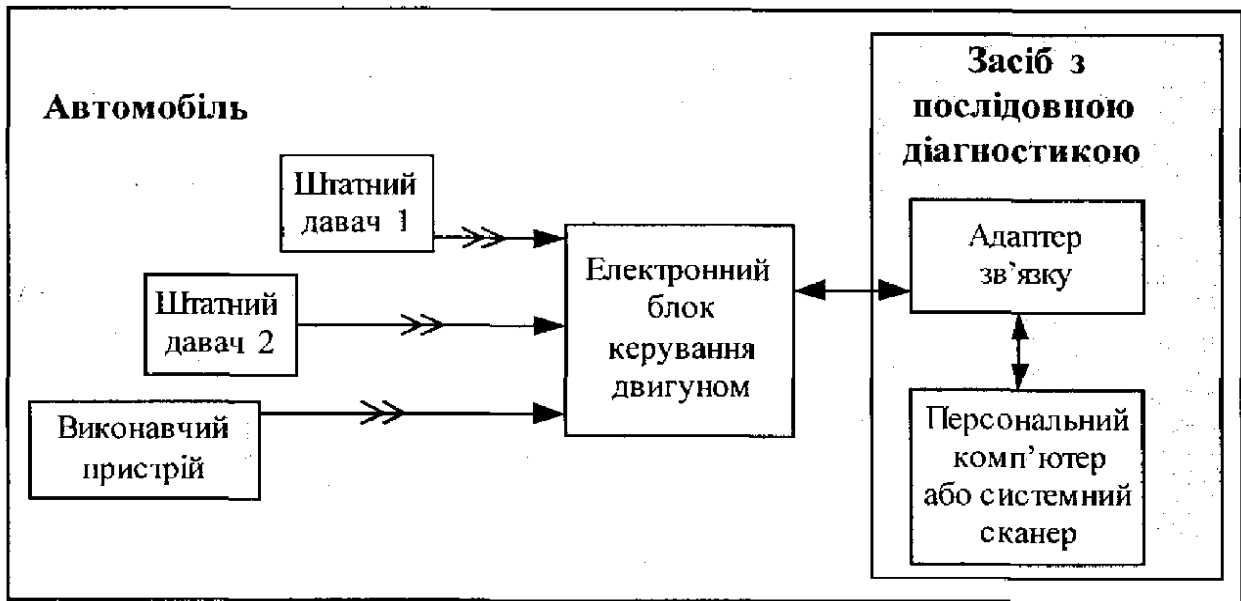 Автомобіль
Штатний
давач 1
Штатний
давач 2
Виконавчий
пристрій
Електронний
блок
керування
двигуном
Засіб з
послідовною
діагностикою
Адаптер
зв’язку
Персональний
комп’ютер
або системний
сканер